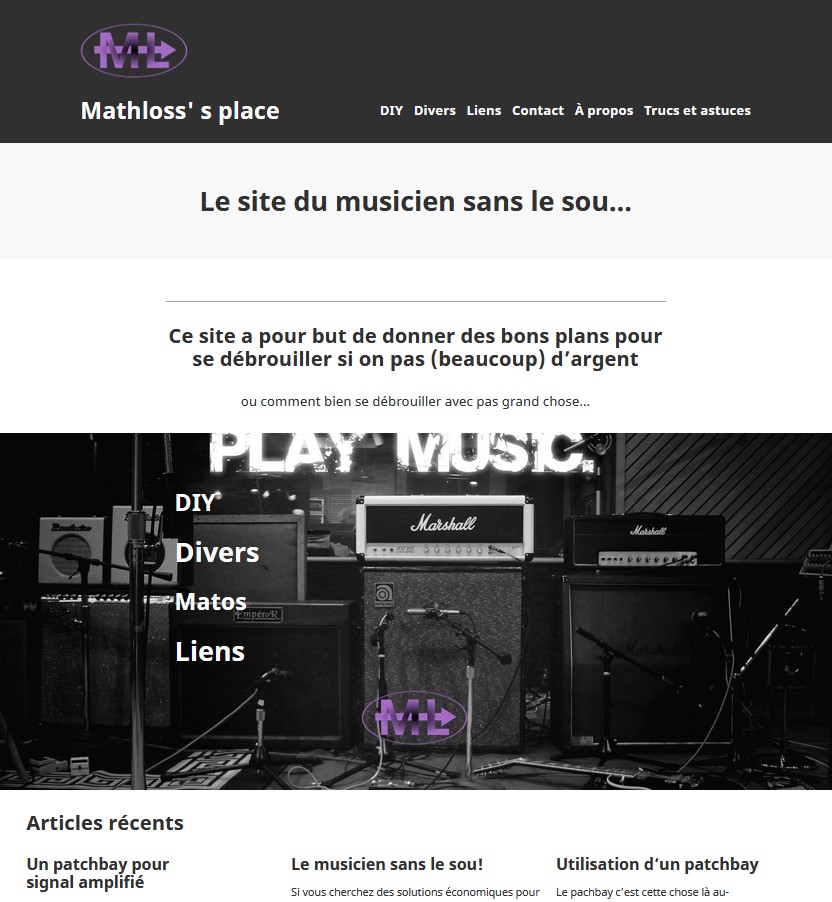 ML
Mathloss' s place
DIY Divers Liens Contact À propos Trucs et astuces
Le site du musicien sans le sou…
Ce site a pour but de donner des bons plans pour
se débrouiller si on pas (beaucoup) d’argent
ou comment bien se débrouiller avec pas grand chose…
PLAY MUSIC
DIY
Marshall
Marshall
Divers
Matos
EmpéroR
Liens
Marshall
ML
Articles récents
Un patchbay pour
signal amplifié
Le musicien sans le sou!
Si vous cherchez des solutions économiques pour
Utilisation d’un patchbay
Le pachbay c’est cette chose là au-